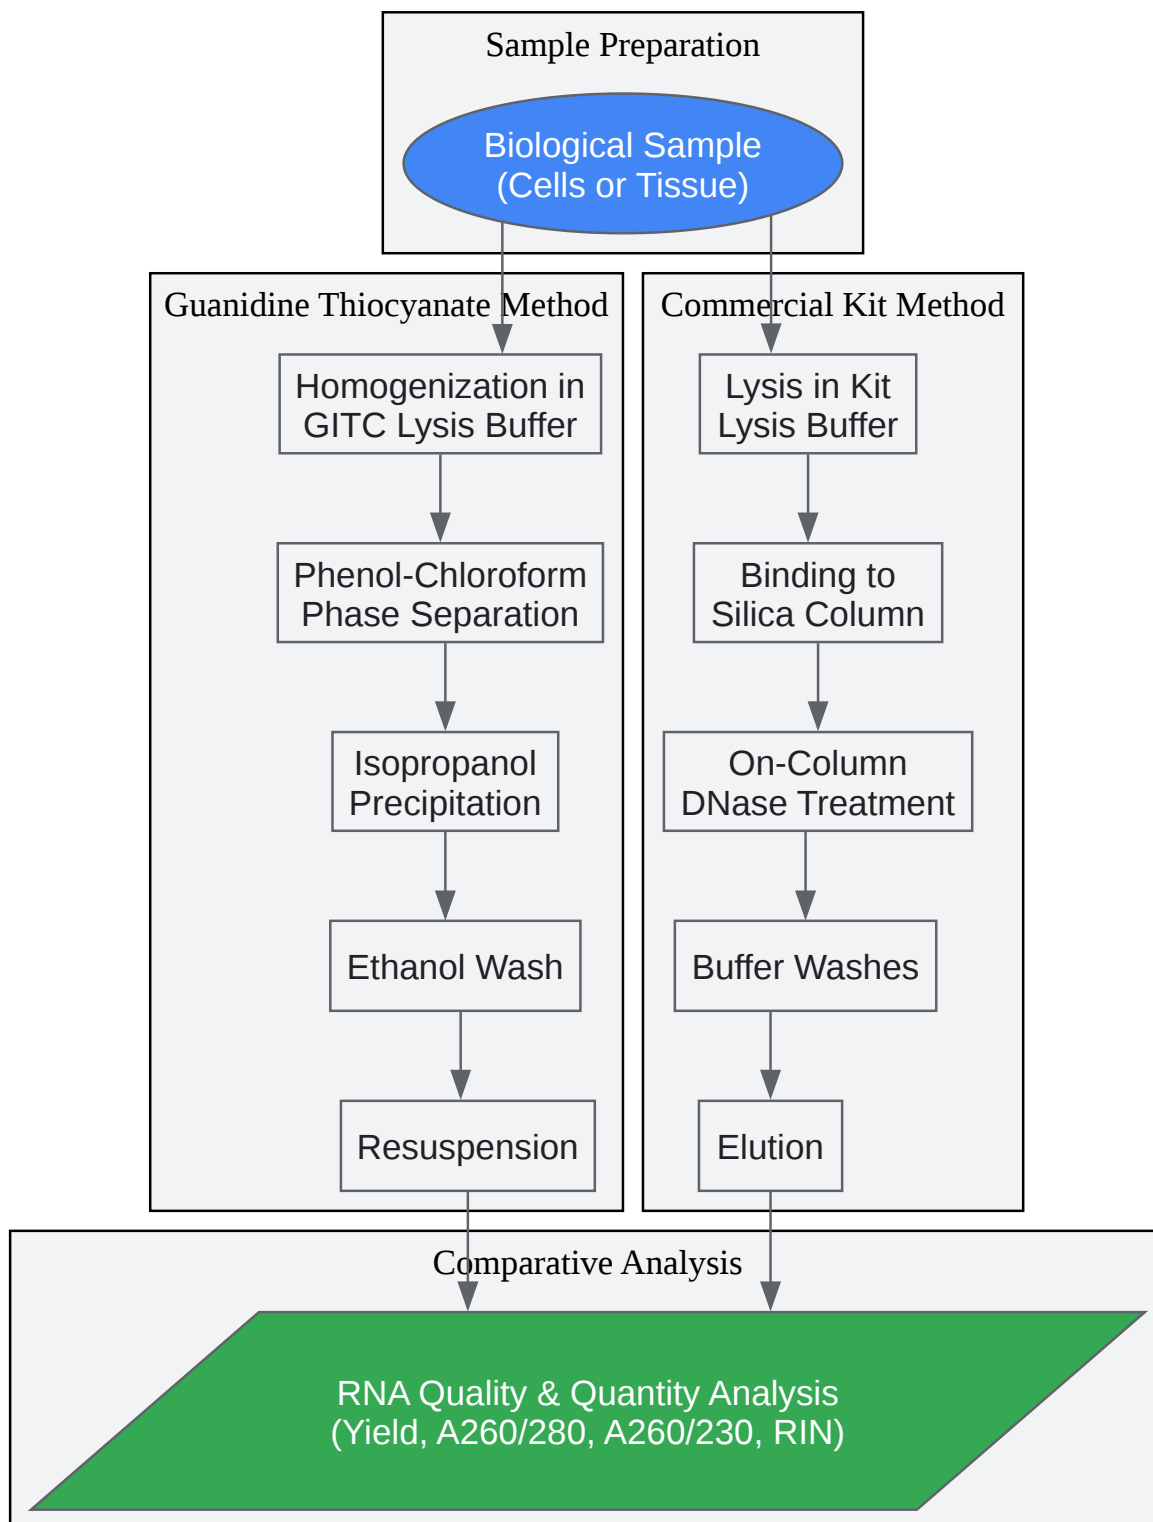 Sample Preparation
Biological Sample
(Cells or Tissue)
Guanidine Thiocyanate Method
Homogenization in
GITC Lysis Buffer
Phenol-Chloroform
Phase Separation
Isopropanol
Precipitation
Ethanol Wash
Resuspension
Commercial Kit Method
Lysis in Kit
Lysis Buffer
Binding to
Silica Column
On-Column
DNase Treatment
Buffer Washes
Elution
Comparative Analysis
RNA Quality & Quantity Analysis
(Yield, A260/280, A260/230, RIN)